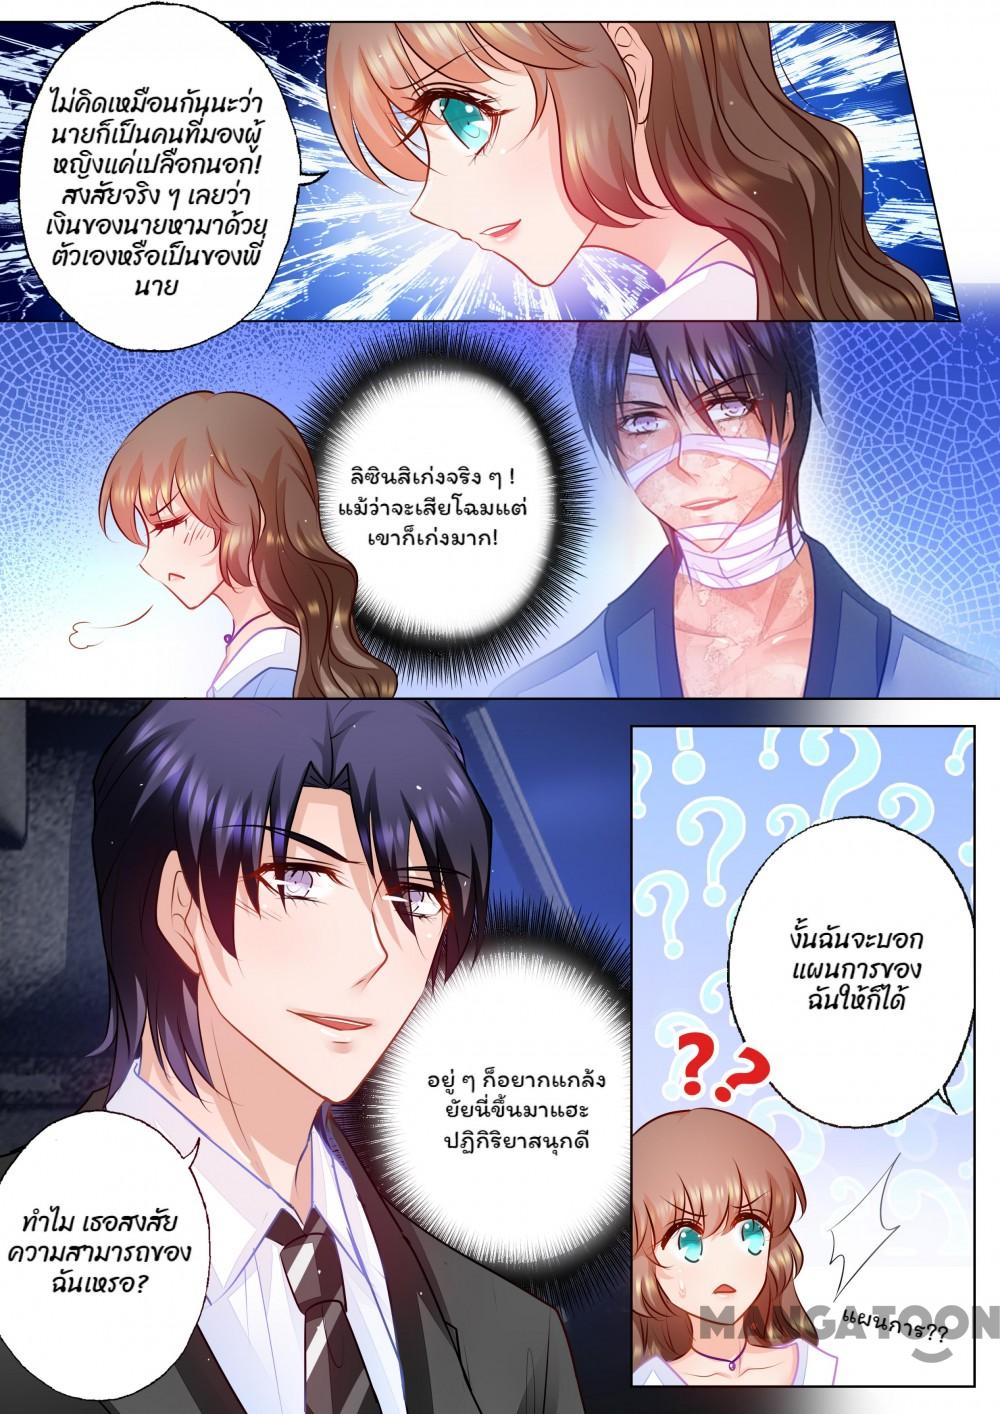 ไม่คิดเหมือนกันนะว่า
นายก็เป็นคนที่มองผู้
หญิงแค่เปลือกนอก!
สงสัยจริง ๆ เลยว่า
เงินของนายหามาด้วย
ตัวเองหรือเป็นของพี่
นาย
ลิซินสิเก่งจริง ๆ !
แม้ว่าจะเสียโฉมแต่
เขาก็เก่งมาก!
อยู่ ๆ ก็อยากแกล้ง
ยัยนี่ขึ้นมาแฮะ
ปฏิกิริยาสนุกดี
ทำไม เธอสงสัย
ความสามารถของ
ฉันเหรอ?
งั้นฉันจะบอก
แผนการของ
ฉันให้ก็ได้
??
แผนการ??
MANGATOON